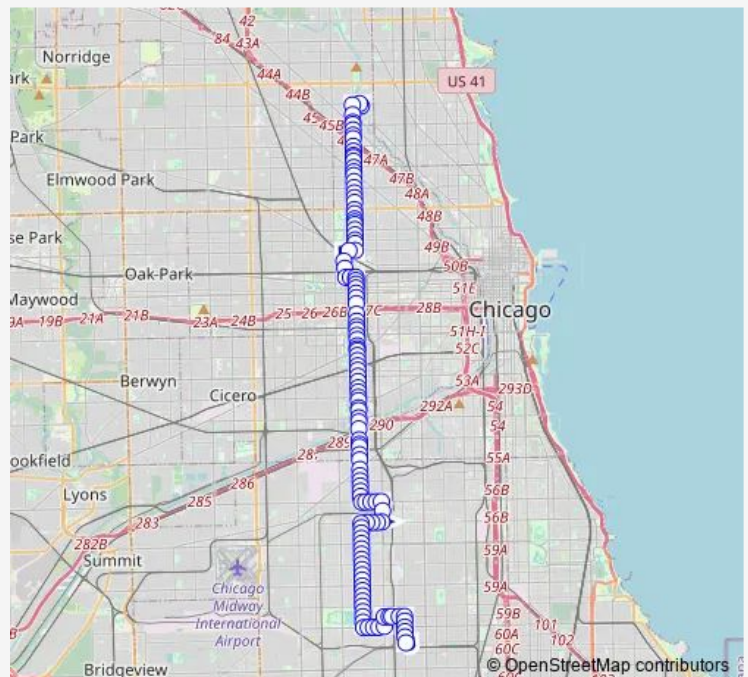 42
84 43A
Norridge
44A
US 41
44B
45B
Park
47A
Elmwood Park
47B
48A
48B
se Park
49B
Oak Park
50B
Maywood
51E
9A 19B 21A 21B 23A 24B 25 26 26B 7C 28B
Chicago
51H-I
52C
Berwyn
53A
293D
Cicero
292A
54
290
54
289
ookfield
28
55A
286
Lyons
285
56B
283
56B
282B
Summit
59A
Chicago
Midway
International
Airport
59A
59B
101
60A
102
60C
Bridgeview
© OpenStreetMap contributors